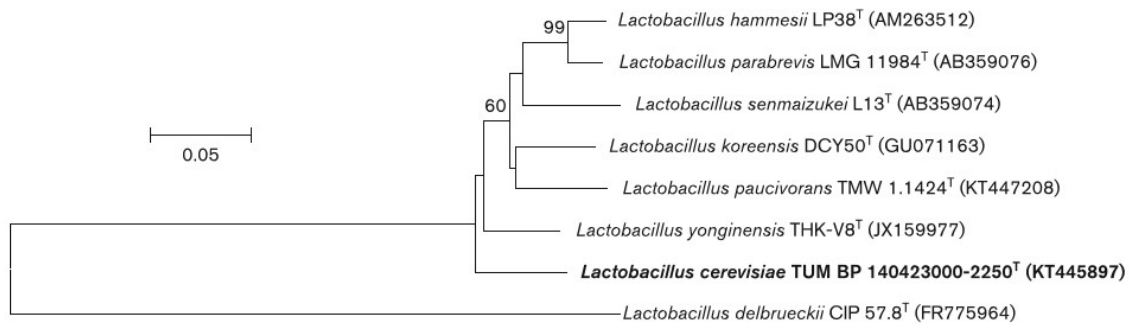 Lactobacillus hammesii LP38ᵀ (AM263512)
99
Lactobacillus parabrevis LMG 11984ᵀ (AB359076)
60
Lactobacillus senmaizukei L13ᵀ (AB359074)
0.05
Lactobacillus koreensis DCY50ᵀ (GU071163)
Lactobacillus paucivorans TMW 1.1424ᵀ (KT447208)
Lactobacillus yonginensis THK-V8ᵀ (JX159977)
Lactobacillus cerevisiae TUM BP 140423000-2250ᵀ (KT445897)
Lactobacillus delbrueckii CIP 57.8ᵀ (FR775964)